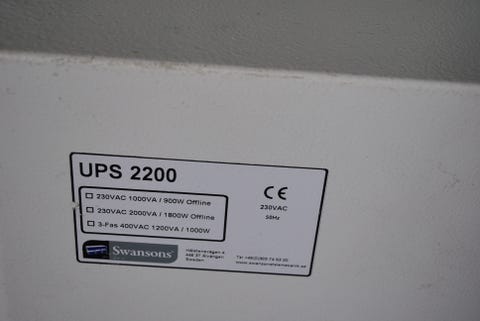 UPS 2200
230VAC 1000VA / 900W Offline
230VAC 2000VA / 1800W Offline
3-Fas 400VAC 1200VA / 1000W
CE
230VAC
50Hz
Swansons
Sweden